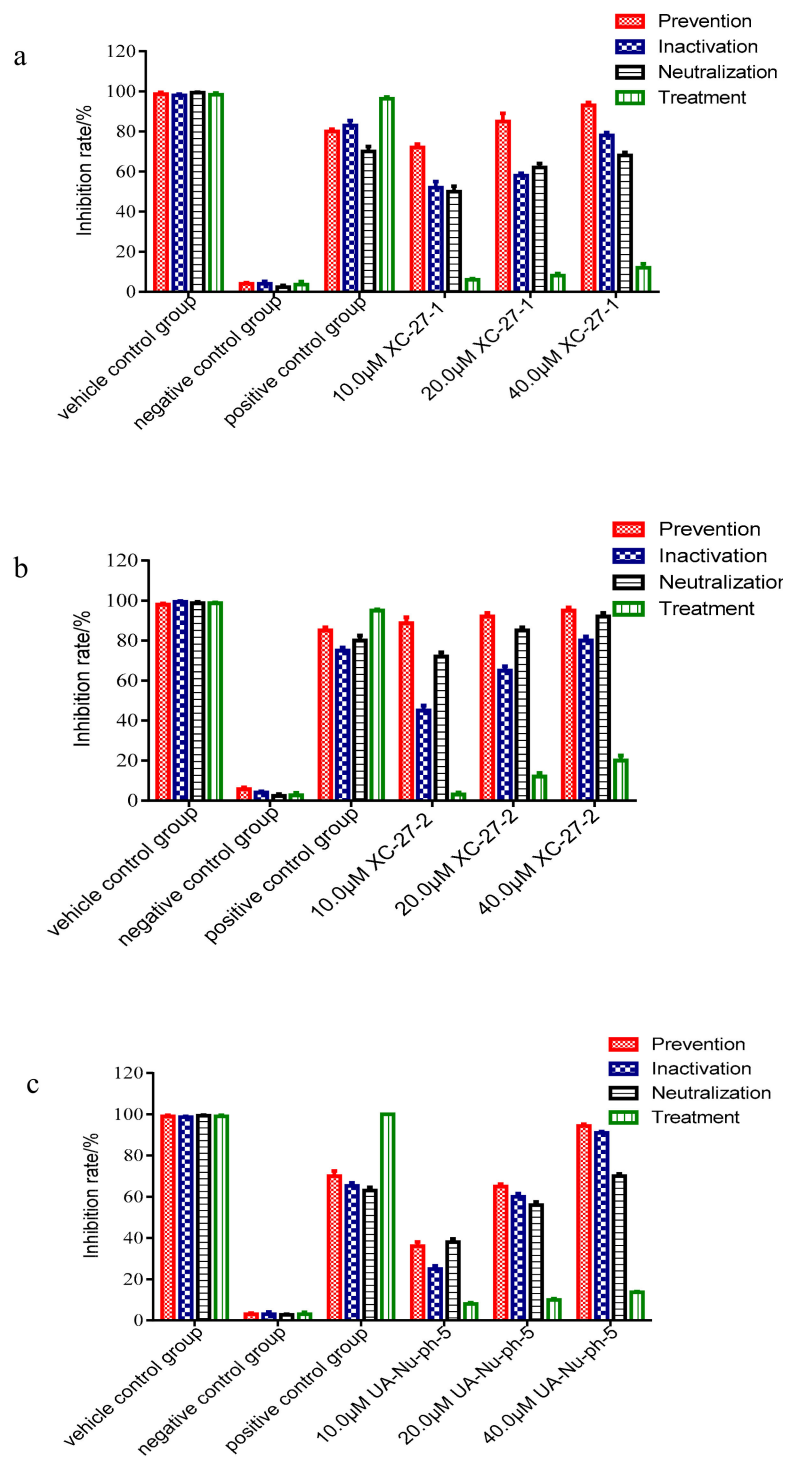 a
Prevention
Inactivation
Neutralization
Treatment
Inhibition rate/%
120
100
80
60
40
20
0
vehicle control group
negative control group
positive control group
10.0μM XC-27-1
20.0μM XC-27-1
40.0μM XC-27-1
b
Prevention
Inactivation
Neutralization
Treatment
Inhibition rate/%
120
100
80
60
40
20
0
vehicle control group
negative control group
positive control group
10.0μM XC-27-2
20.0μM XC-27-2
40.0μM XC-27-2
c
Prevention
Inactivation
Neutralization
Treatment
Inhibition rate/%
120
100
80
60
40
20
0
vehicle control group
negative control group
positive control group
10.0μM UA-Nu-ph-5
20.0μM UA-Nu-ph-5
40.0μM UA-Nu-ph-5